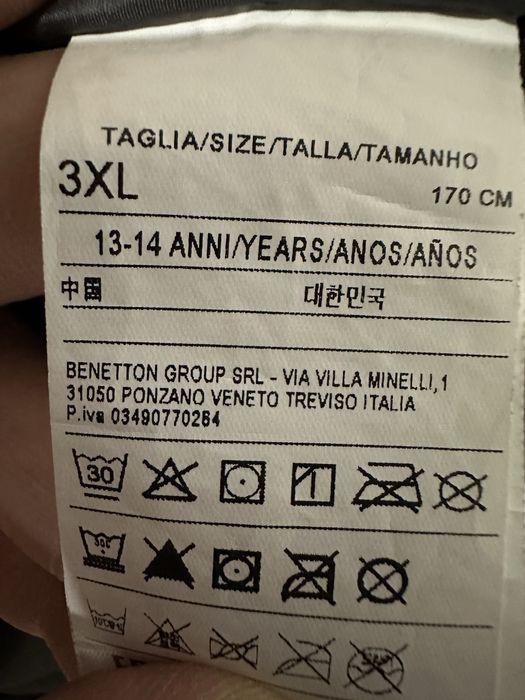 TAGLIA/SIZE/TALLA/TAMANHO
3XL 170 CM
13-14 ANNI/YEARS/ANOS/AÑOS
中国 대한민국
BENETTON GROUP SRL - VIA VILLA MINELLI,1
31050 PONZANO VENETO TREVISO ITALIA
P.iva 03490770264
30
30C